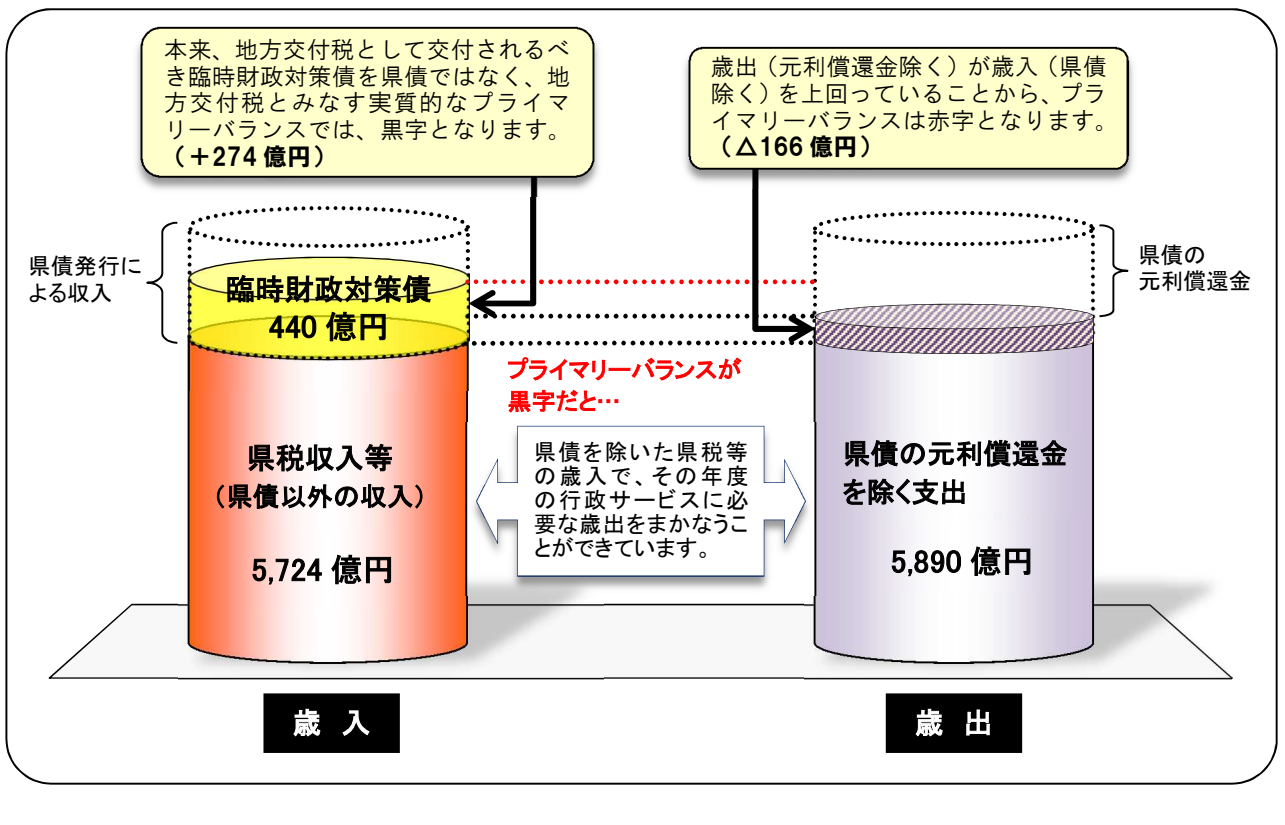 本来、地方交付税として交付されるべ
き臨時財政対策債を県債ではなく、地
方交付税とみなす実質的なプライマ
リーバランスでは、黒字となります。
（＋274 億円）
歳出（元利償還金除く）が歳入（県債
除く）を上回っていることから、プラ
イマリーバランスは赤字となります。
（△166 億円）
県債発行に
よる収入
臨時財政対策債
440 億円
県債の
元利償還金
プライマリーバランスが
黒字だと…
県税収入等
（県債以外の収入）
5,724 億円
県債を除いた県税等
の歳入で、その年度
の行政サービスに必
要な歳出をまかなうこ
とができています。
県債の元利償還金
を除く支出
5,890 億円
歳 入
歳 出